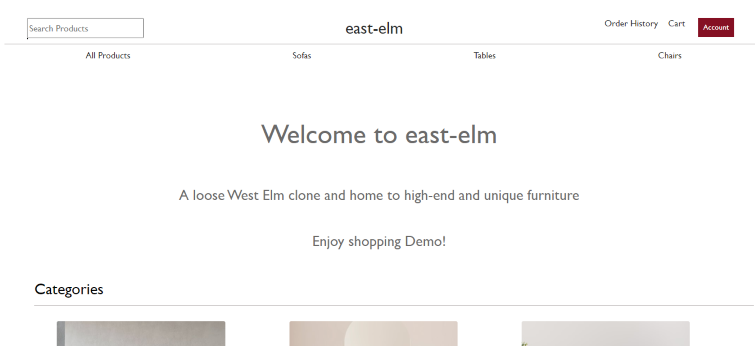 Search Products
east-elm
Order History
Cart
Account
All Products
Sofas
Tables
Chairs
Welcome to east-elm
A loose West Elm clone and home to high-end and unique furniture
Enjoy shopping Demo!
Categories